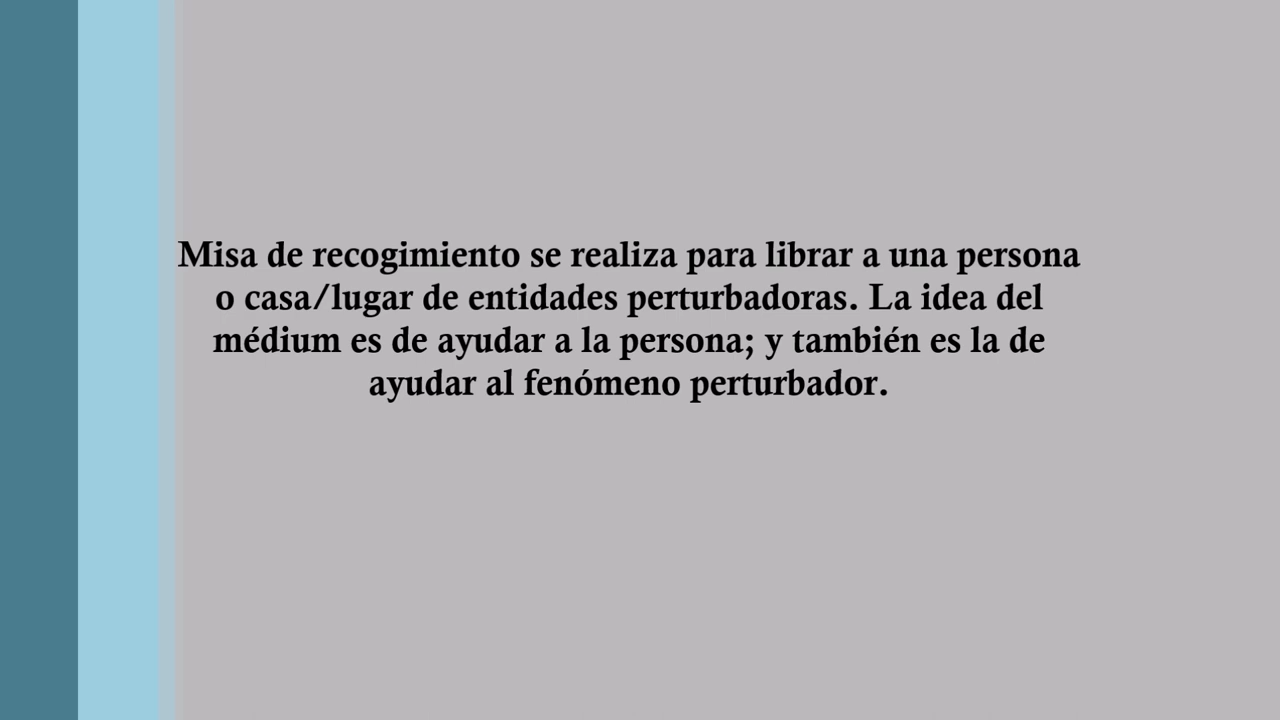 Misa de recogimiento se realiza para librar a una persona
o casa/lugar de entidades perturbadoras. La idea del
médium es de ayudar a la persona; y también es la de
ayudar al fenómeno perturbador.